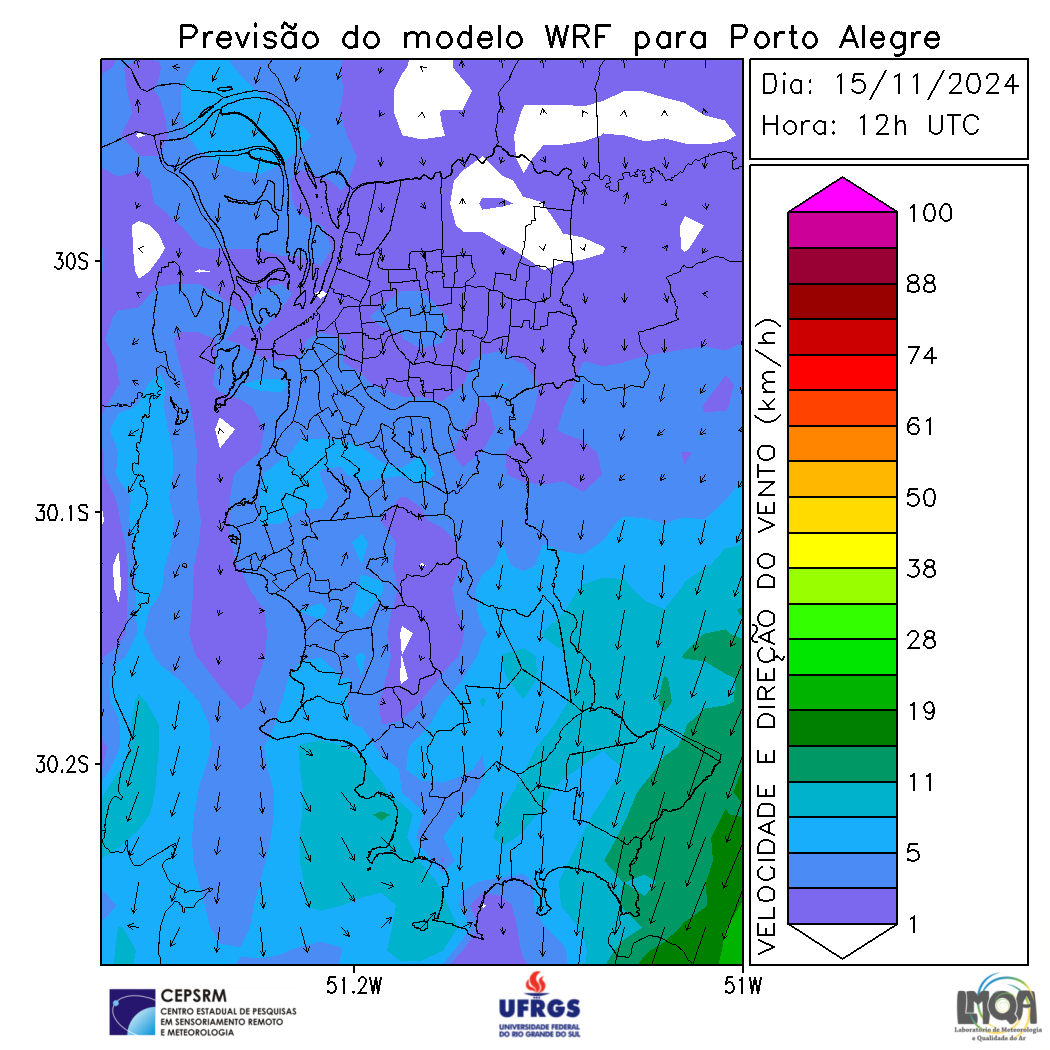 Previsão do modelo WRF para Porto Alegre
Dia: 15/11/2024
Hora: 12h UTC
30S
30.1S
30.2S
51.2W
51W
VELOCIDADE E DIREÇÃO DO VENTO (km/h)
100
88
74
61
50
38
28
19
11
5
1
CEPSRM
CENTRO ESTADUAL DE PESQUISAS
EM SENSORIAMENTO REMOTO
E METEOROLOGIA
UFRGS
UNIVERSIDADE FEDERAL
DO RIO GRANDE DO SUL
LMQA
Laboratório de Meteorologia
e Qualidade do Ar